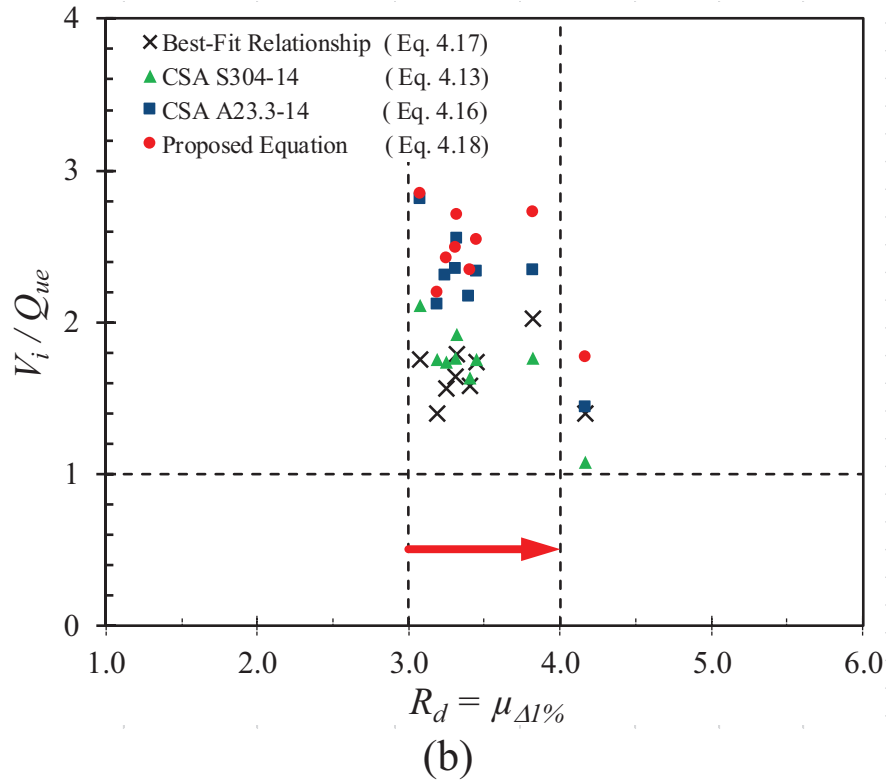 4
× Best-Fit Relationship ( Eq. 4.17)
▲ CSA S304-14 ( Eq. 4.13)
■ CSA A23.3-14 ( Eq. 4.16)
● Proposed Equation ( Eq. 4.18)
3
2
1
0
V_i / Q_ue
1.0 2.0 3.0 4.0 5.0 6.0
R_d = μ_Δ1%
(b)